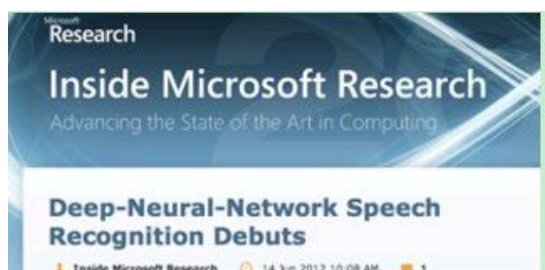 Microsoft
Research
Inside Microsoft Research
Advancing the State of the Art in Computing
Deep-Neural-Network Speech
Recognition Debuts
Inside Microsoft Research 14 Jun 2012 10:08 AM 1